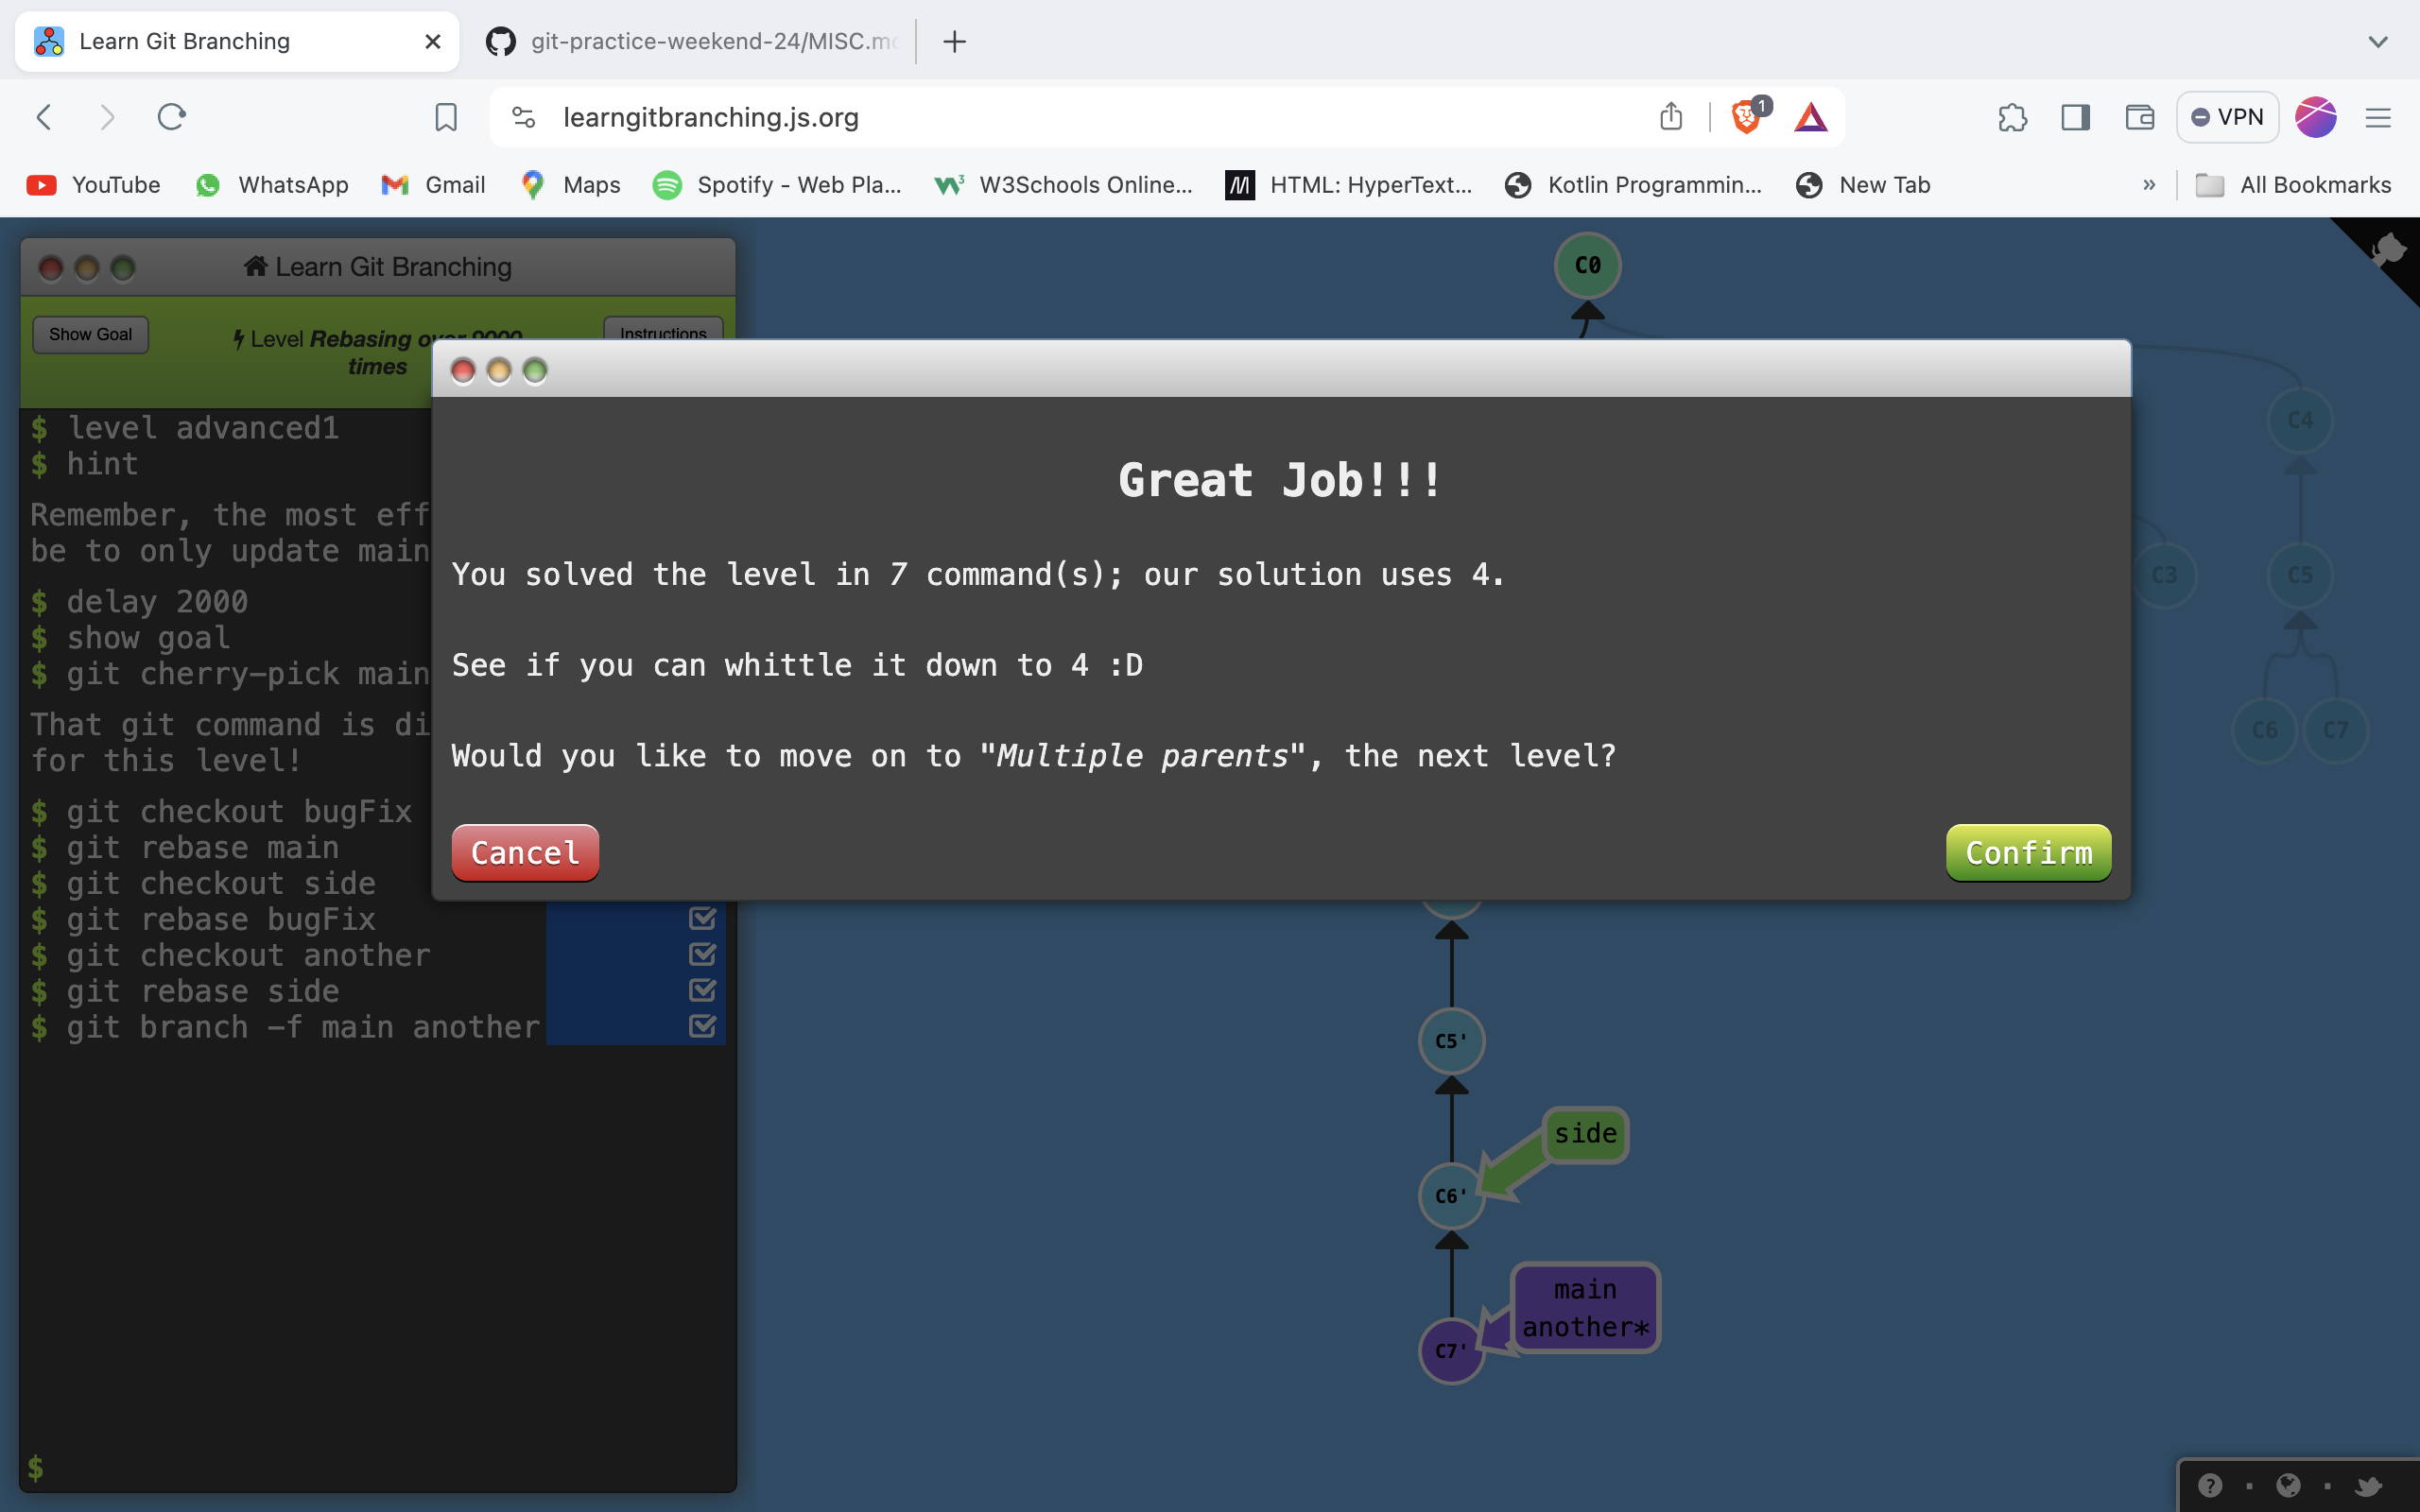 Learn Git Branching
git-practice-weekend-24/MISC.m
learngitbranching.js.org
1
VPN
YouTube
WhatsApp
Gmail
Maps
Spotify - Web Pla...
W3Schools Online...
HTML: HyperText...
Kotlin Programmin...
New Tab
»
All Bookmarks
Learn Git Branching
Show Goal
Level Rebasing over 9000
times
Instructions
$ level advanced1
$ hint
Remember, the most eff
be to only update main
$ delay 2000
$ show goal
$ git cherry-pick main
That git command is di
for this level!
$ git checkout bugFix
$ git rebase main
$ git checkout side
$ git rebase bugFix
$ git checkout another
$ git rebase side
$ git branch -f main another
$
Great Job!!!
You solved the level in 7 command(s); our solution uses 4.
See if you can whittle it down to 4 :D
Would you like to move on to "Multiple parents", the next level?
Cancel
Confirm
C0
C4
C3
C5
C6
C7
C5'
side
C6'
main
another*
C7'
?